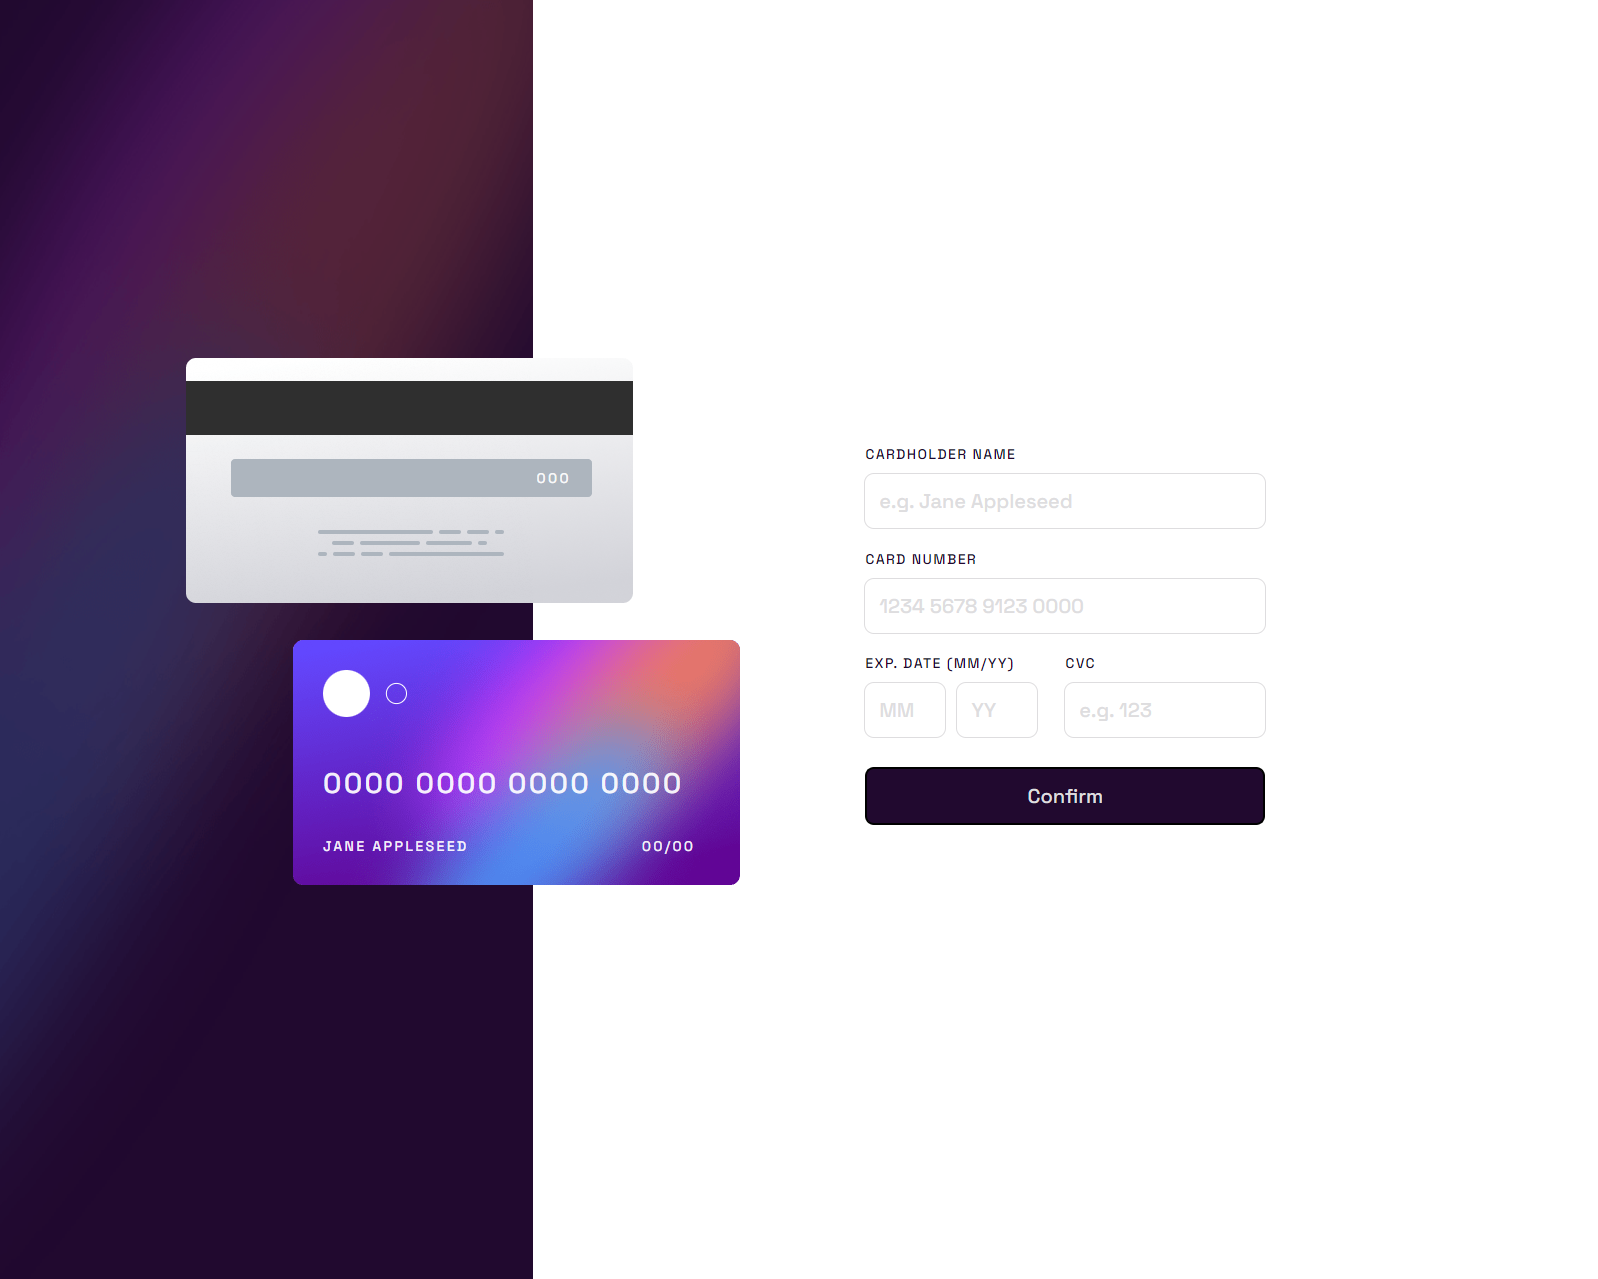 000
0000 0000 0000 0000
JANE APPLESEED 00/00
CARDHOLDER NAME
e.g. Jane Appleseed
CARD NUMBER
1234 5678 9123 0000
EXP. DATE (MM/YY) CVC
MM YY e.g. 123
Confirm